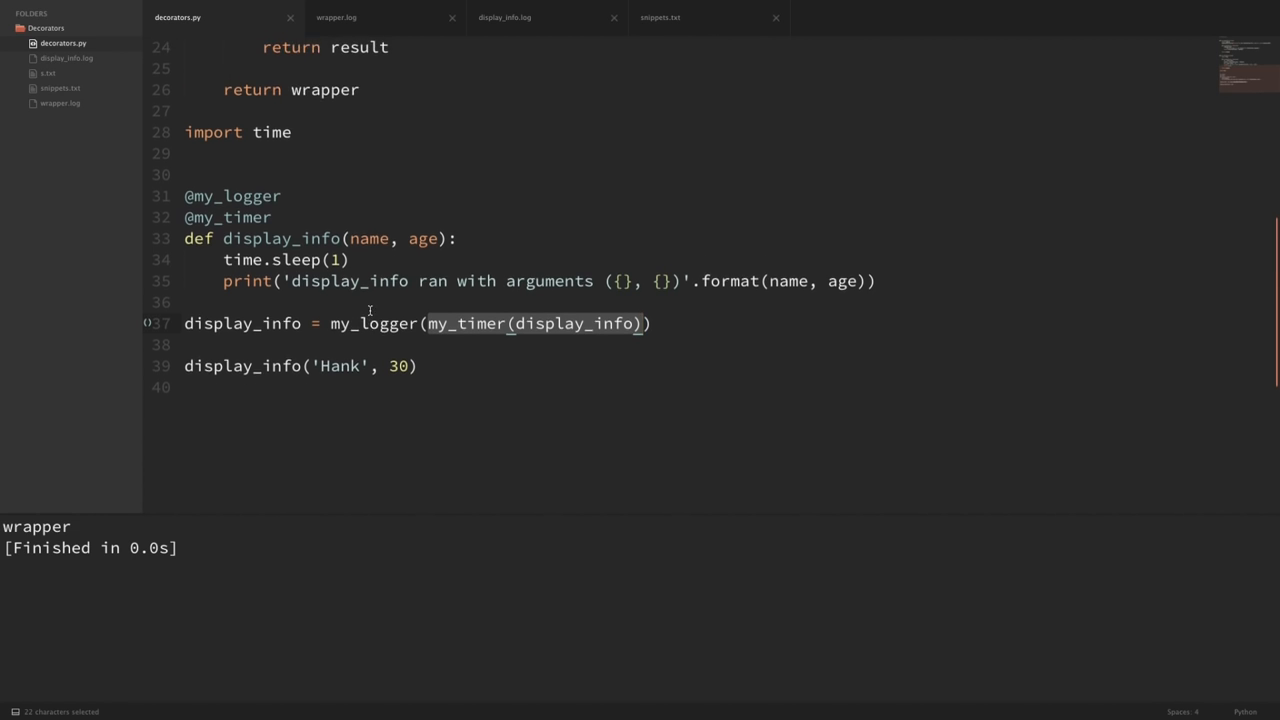 FOLDERS
Decorators
decorators.py
display_info.log
s.txt
snippets.txt
wrapper.log
decorators.py
wrapper.log
display_info.log
snippets.txt
24 return result
25
26 return wrapper
27
28 import time
29
30
31 @my_logger
32 @my_timer
33 def display_info(name, age):
34 time.sleep(1)
35 print('display_info ran with arguments ({}, {})'.format(name, age))
36
()37 display_info = my_logger(my_timer(display_info))
38
39 display_info('Hank', 30)
40
wrapper
[Finished in 0.0s]
22 characters selected
Spaces: 4
Python